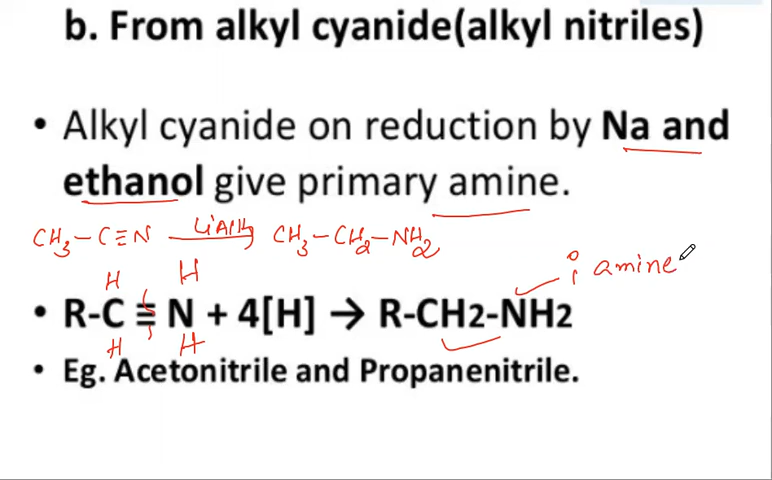 b. From alkyl cyanide(alkyl nitriles)
• Alkyl cyanide on reduction by Na and
ethanol give primary amine.
CH3-C≡N LiAlH4 CH3-CH2-NH2
H H
1° amine
• R-C ≡ N + 4[H] → R-CH2-NH2
H H
• Eg. Acetonitrile and Propanenitrile.